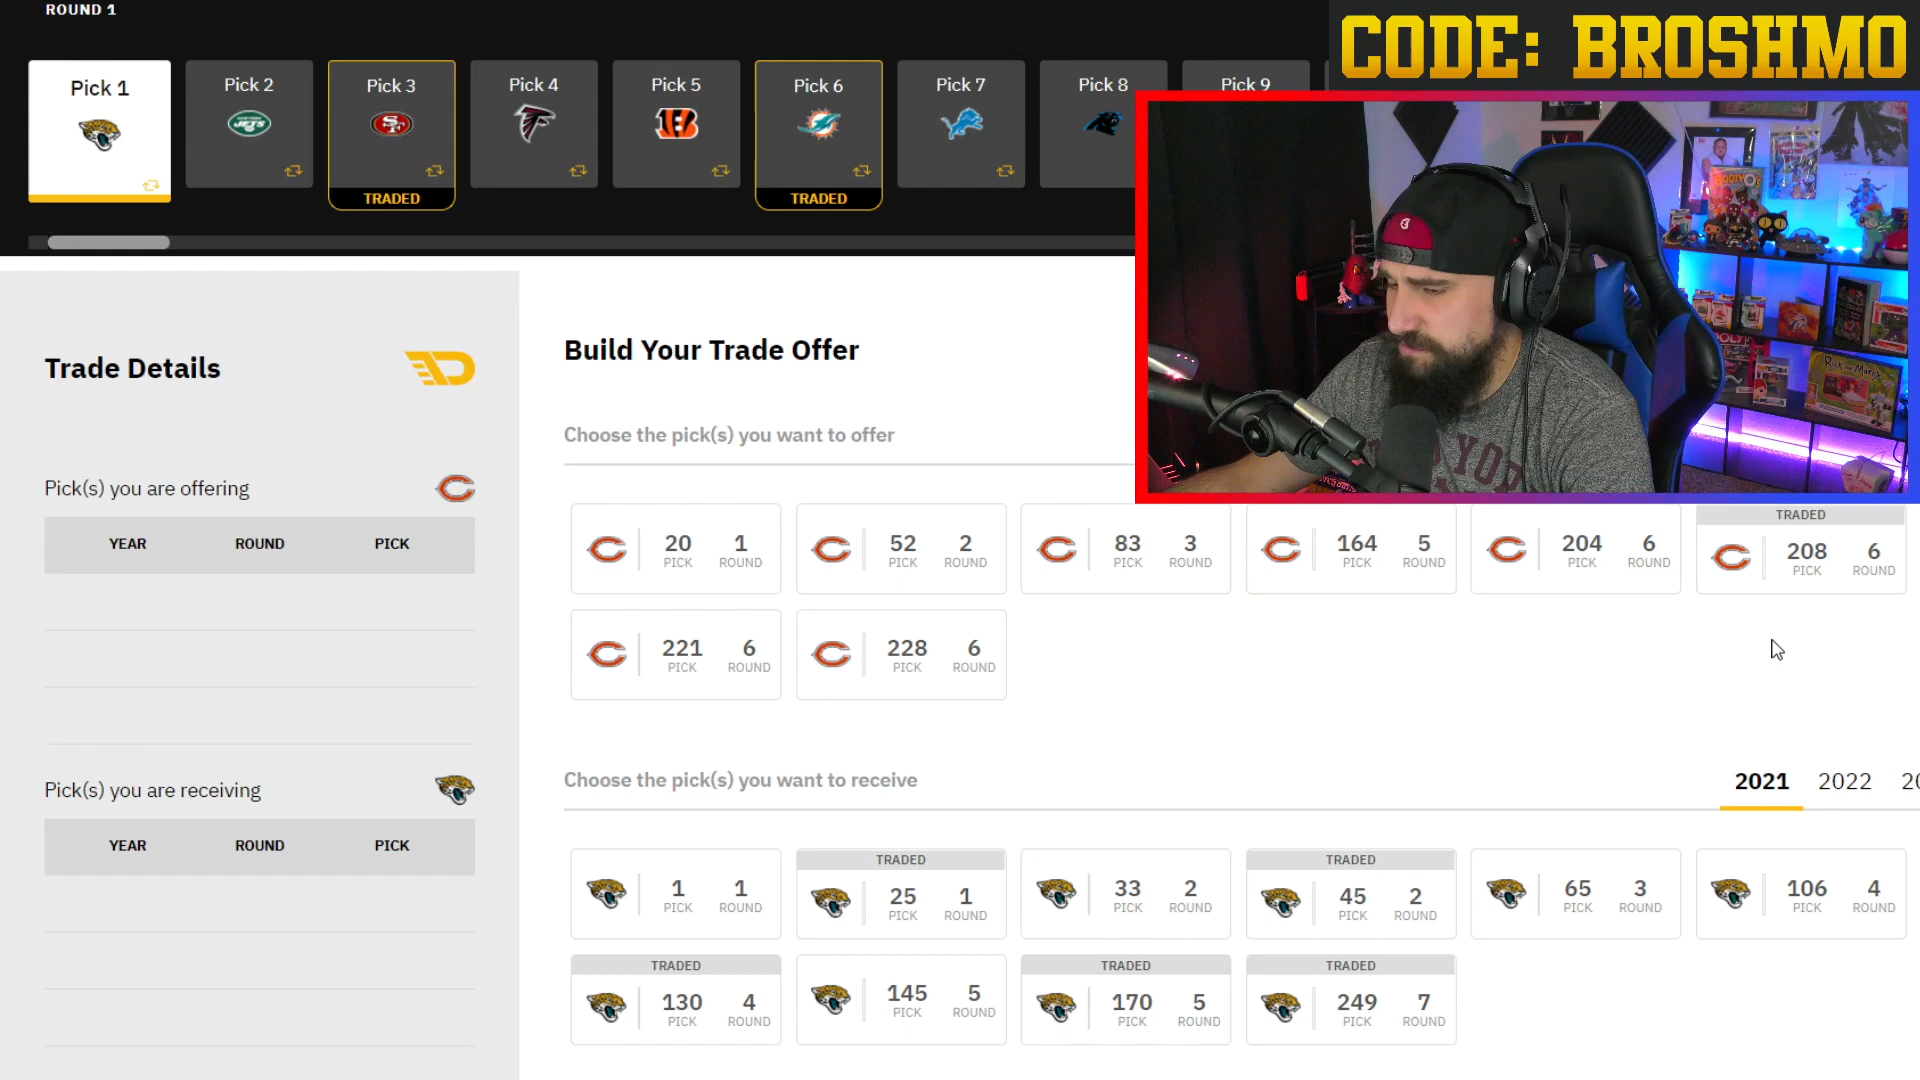 ROUND 1
CODE: BROSHMO
Pick 1
Pick 2
JETS
Pick 3
SF
TRADED
Pick 4
Pick 5
Pick 6
TRADED
Pick 7
Pick 8
Pick 9
Trade Details
Pick(s) you are offering
YEAR ROUND PICK
Pick(s) you are receiving
YEAR ROUND PICK
Build Your Trade Offer
Choose the pick(s) you want to offer
20 PICK 1 ROUND
52 PICK 2 ROUND
83 PICK 3 ROUND
164 PICK 5 ROUND
204 PICK 6 ROUND
TRADED
208 PICK 6 ROUND
221 PICK 6 ROUND
228 PICK 6 ROUND
Choose the pick(s) you want to receive
2021 2022
1 PICK 1 ROUND
TRADED
25 PICK 1 ROUND
33 PICK 2 ROUND
TRADED
45 PICK 2 ROUND
65 PICK 3 ROUND
106 PICK 4 ROUND
TRADED
130 PICK 4 ROUND
145 PICK 5 ROUND
TRADED
170 PICK 5 ROUND
TRADED
249 PICK 7 ROUND
Rick and Morty